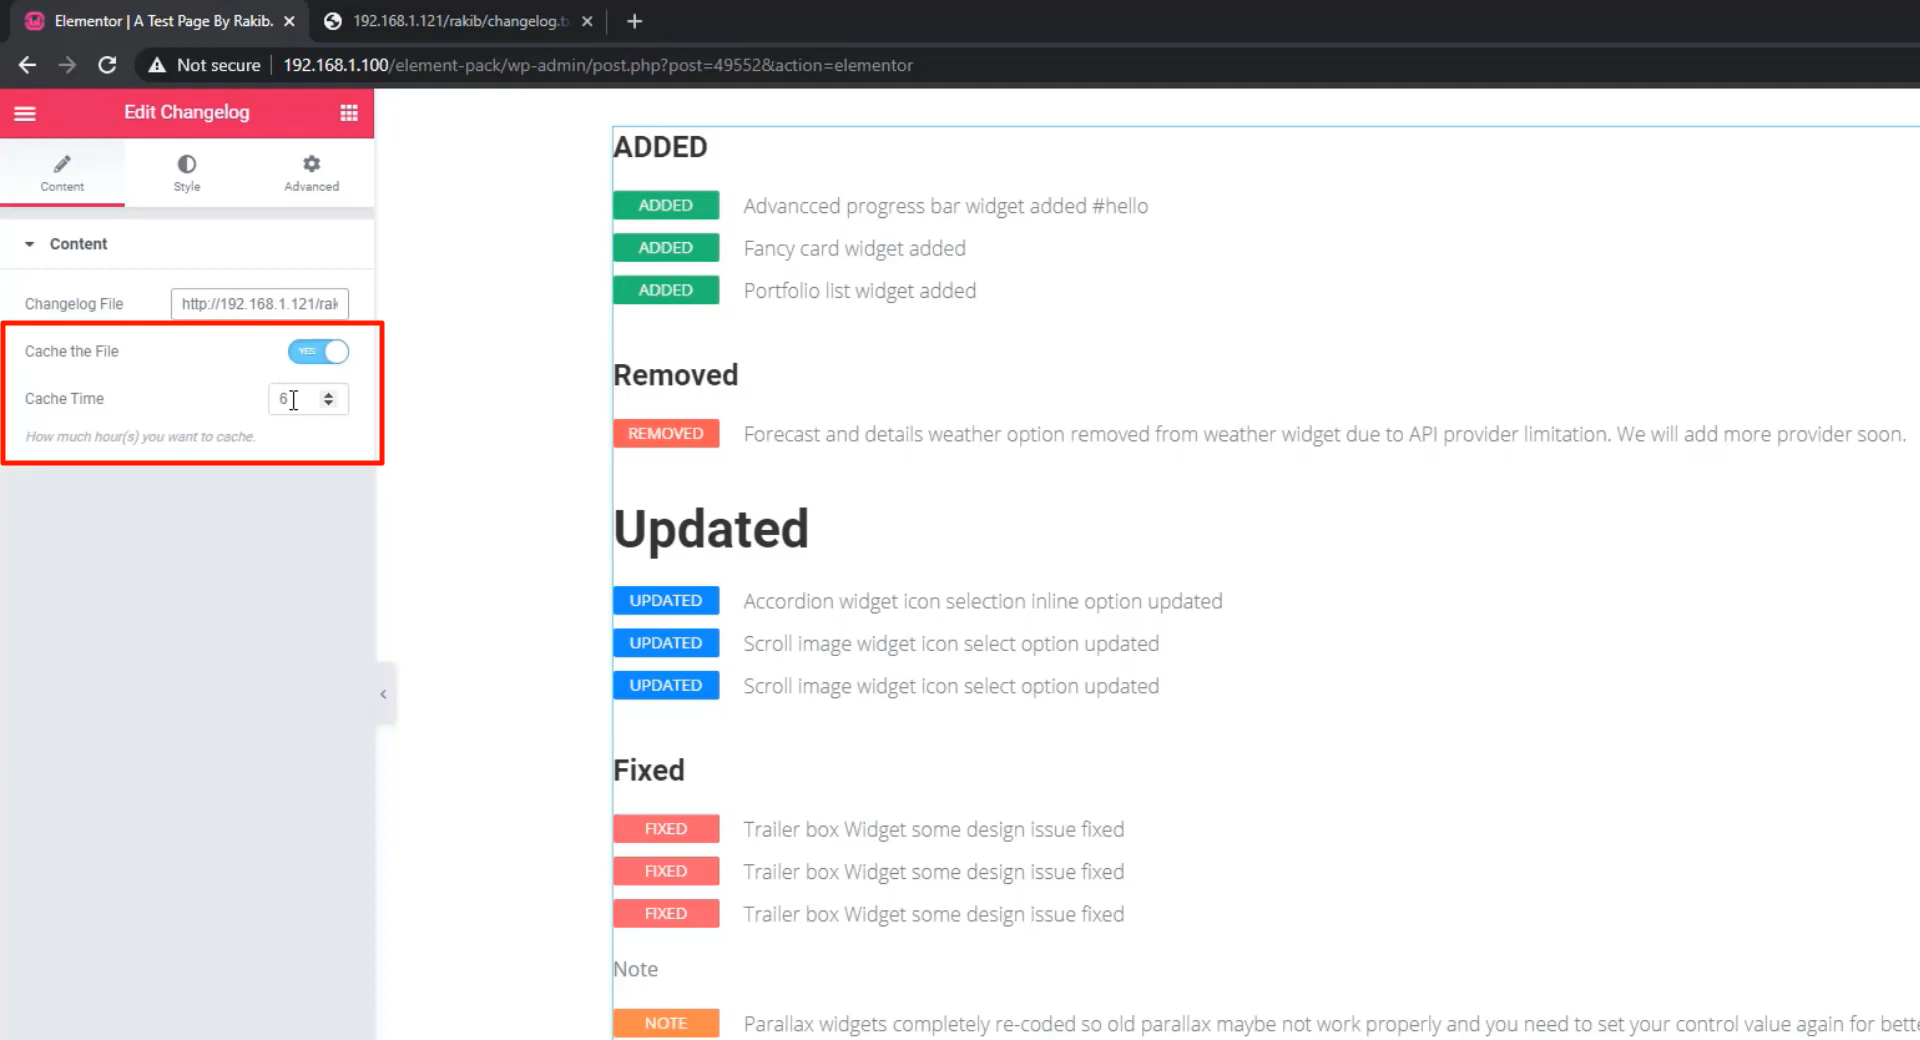 Elementor | A Test Page By Rakib.
192.168.1.121/rakib/changelog.t
Not secure
192.168.1.100/element-pack/wp-admin/post.php?post=49552&action=elementor
Edit Changelog
Content
Style
Advanced
Content
Changelog File
http://192.168.1.121/rak
Cache the File
YES
Cache Time
6
How much hour(s) you want to cache.
ADDED
ADDED Advancced progress bar widget added #hello
ADDED Fancy card widget added
ADDED Portfolio list widget added
Removed
REMOVED Forecast and details weather option removed from weather widget due to API provider limitation. We will add more provider soon.
Updated
UPDATED Accordion widget icon selection inline option updated
UPDATED Scroll image widget icon select option updated
UPDATED Scroll image widget icon select option updated
Fixed
FIXED Trailer box Widget some design issue fixed
FIXED Trailer box Widget some design issue fixed
FIXED Trailer box Widget some design issue fixed
Note
NOTE Parallax widgets completely re-coded so old parallax maybe not work properly and you need to set your control value again for bette